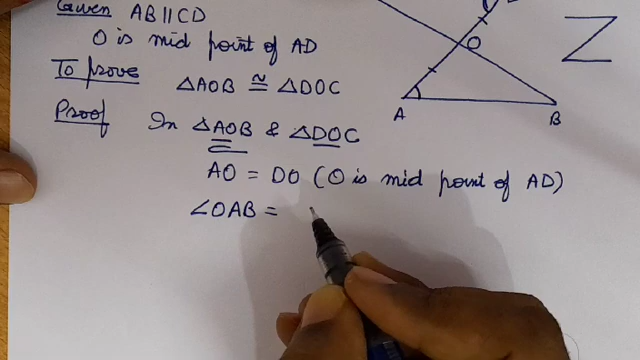 Given AB || CD
O is mid point of AD
To prove △AOB ≅ △DOC
Proof In △AOB & △DOC
AO = DO (O is mid point of AD)
∠OAB =
O
A
B